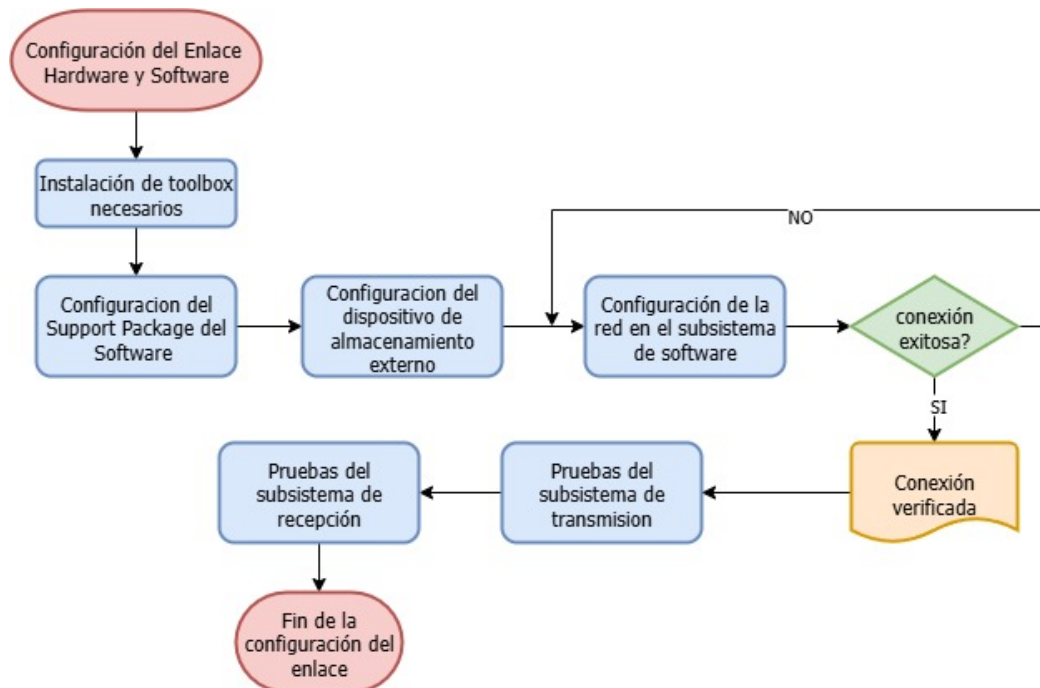 Configuración del Enlace
Hardware y Software
Instalación de toolbox
necesarios
Configuracion del
Support Package del
Software
Configuracion del
dispositivo de
almacenamiento
externo
NO
Configuración de la
red en el subsistema
de software
conexión
exitosa?
SI
Conexión
verificada
Pruebas del
subsistema de
transmision
Pruebas del
subsistema de
recepción
Fin de la
configuración del
enlace